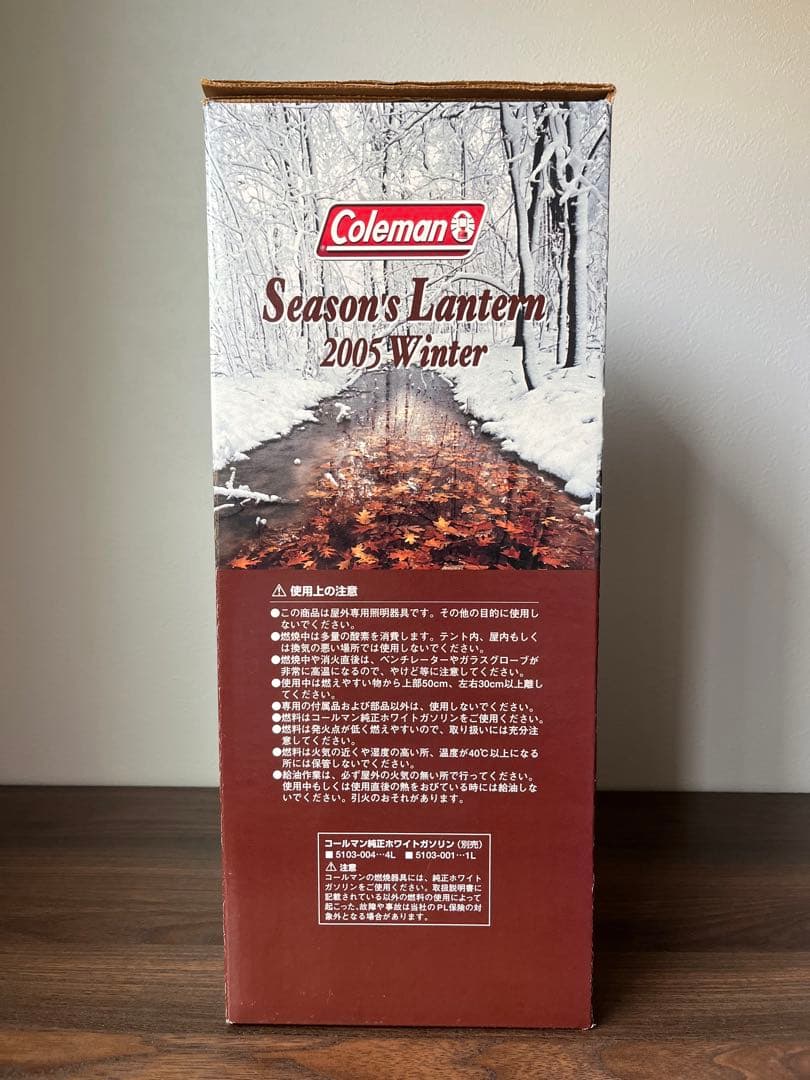 Coleman
Season's Lantern
2005 Winter
⚠ 使用上の注意
●この商品は屋外専用照明器具です。その他の目的に使用し
ないでください。
●燃焼中は多量の酸素を消費します。テント内、屋内もしく
は換気の悪い場所では使用しないでください。
●燃焼中や消火直後は、ベンチレーターやガラスグローブが
非常に高温になるので、やけど等に注意してください。
●使用中は燃えやすい物から上部50cm、左右30cm以上離し
てください。
●専用の付属品および部品以外は、使用しないでください。
●燃料はコールマン純正ホワイトガソリンをご使用ください。
●燃料は発火点が低く燃えやすいので、取り扱いには充分注
意してください。
●燃料は火気の近くや湿度の高い所、温度が40℃以上になる
所には保管しないでください。
●給油作業は、必ず屋外の火気の無い所で行ってください。
使用中もしくは使用直後の熱をおびている時には給油しな
いでください。引火のおそれがあります。
コールマン純正ホワイトガソリン(別売)
■5103-004…4L ■5103-001…1L
⚠ 注意
コールマンの燃焼器具には、純正ホワイト
ガソリンをご使用ください。取扱説明書に
記載されている以外の燃料の使用によって
起こった、故障や事故は当社のPL保険の対
象外となる場合があります。